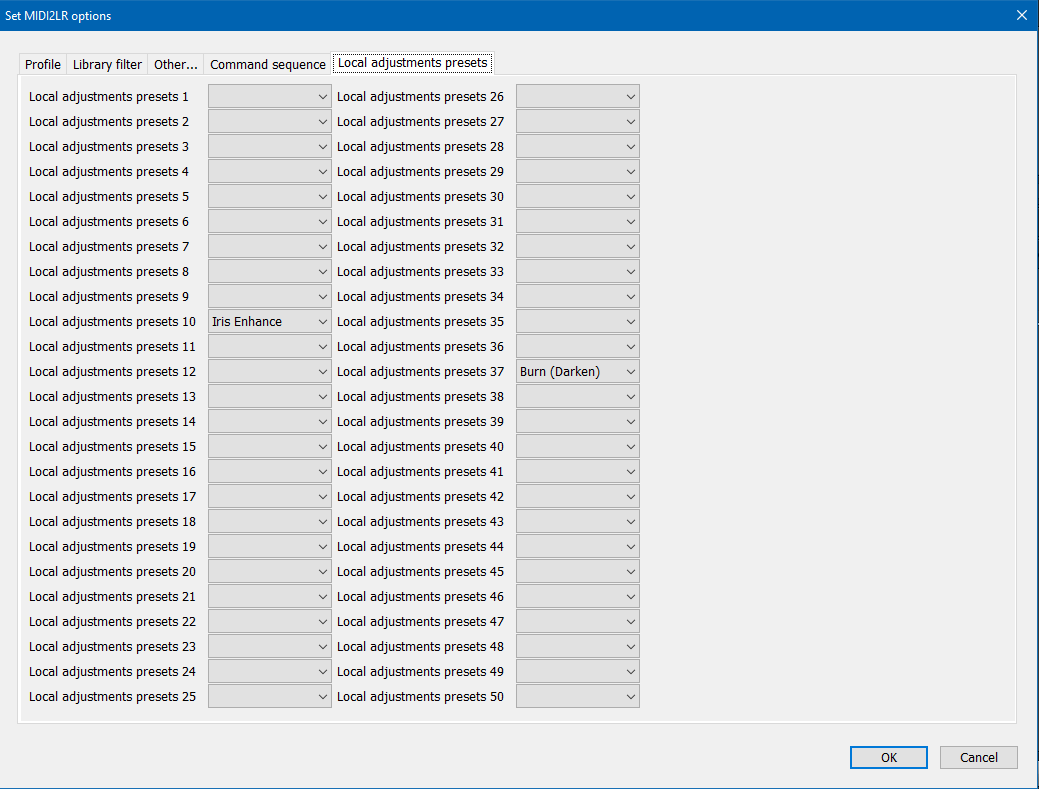 Set MIDI2LR options
Profile Library filter Other... Command sequence Local adjustments presets
Local adjustments presets 1 Local adjustments presets 26
Local adjustments presets 2 Local adjustments presets 27
Local adjustments presets 3 Local adjustments presets 28
Local adjustments presets 4 Local adjustments presets 29
Local adjustments presets 5 Local adjustments presets 30
Local adjustments presets 6 Local adjustments presets 31
Local adjustments presets 7 Local adjustments presets 32
Local adjustments presets 8 Local adjustments presets 33
Local adjustments presets 9 Local adjustments presets 34
Local adjustments presets 10 Iris Enhance Local adjustments presets 35
Local adjustments presets 11 Local adjustments presets 36
Local adjustments presets 12 Local adjustments presets 37 Burn (Darken)
Local adjustments presets 13 Local adjustments presets 38
Local adjustments presets 14 Local adjustments presets 39
Local adjustments presets 15 Local adjustments presets 40
Local adjustments presets 16 Local adjustments presets 41
Local adjustments presets 17 Local adjustments presets 42
Local adjustments presets 18 Local adjustments presets 43
Local adjustments presets 19 Local adjustments presets 44
Local adjustments presets 20 Local adjustments presets 45
Local adjustments presets 21 Local adjustments presets 46
Local adjustments presets 22 Local adjustments presets 47
Local adjustments presets 23 Local adjustments presets 48
Local adjustments presets 24 Local adjustments presets 49
Local adjustments presets 25 Local adjustments presets 50
OK Cancel